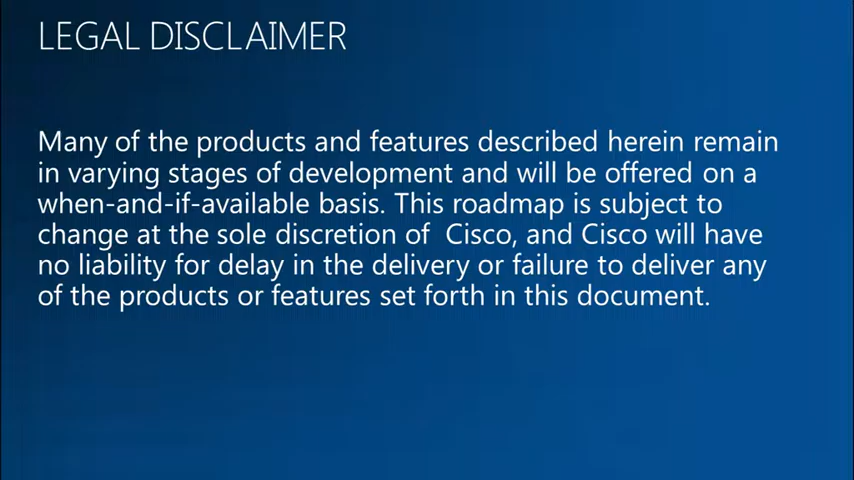 LEGAL DISCLAIMER
Many of the products and features described herein remain
in varying stages of development and will be offered on a
when-and-if-available basis. This roadmap is subject to
change at the sole discretion of  Cisco, and Cisco will have
no liability for delay in the delivery or failure to deliver any
of the products or features set forth in this document.